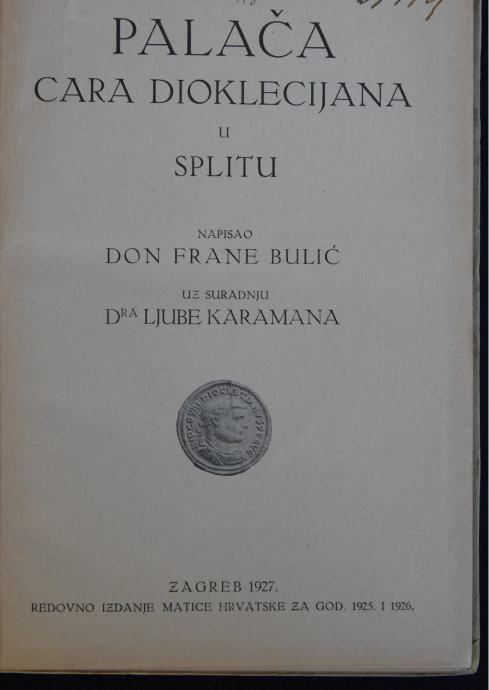 PALAČA
CARA DIOKLECIJANA
U
SPLITU
NAPISAO
DON FRANE BULIĆ
UZ SURADNJU
DRA LJUBE KARAMANA
ZAGREB 1927.
REDOVNO IZDANJE MATICE HRVATSKE ZA GOD. 1925. I 1926.